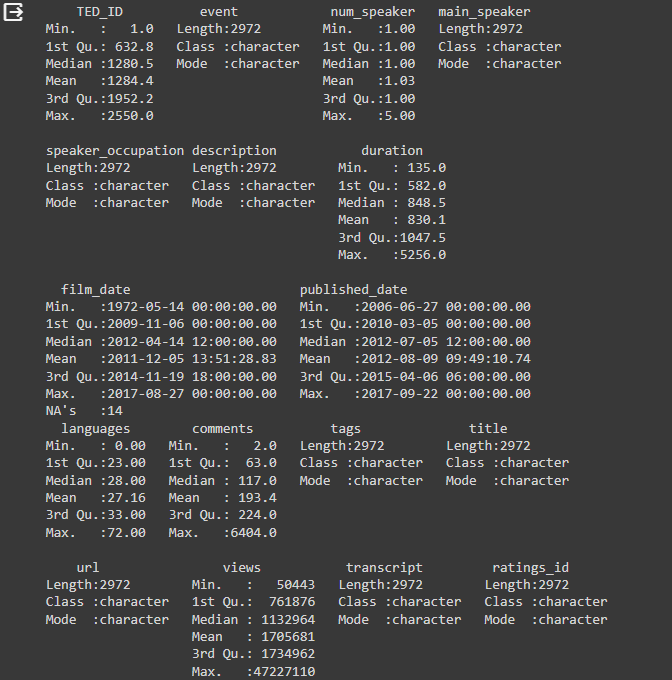 TED_ID          event              num_speaker   main_speaker
Min.   :   1.0   Length:2972        Min.   :1.00   Length:2972
1st Qu.: 632.8   Class :character   1st Qu.:1.00   Class :character
Median :1280.5   Mode  :character   Median :1.00   Mode  :character
Mean   :1284.4                      Mean   :1.03
3rd Qu.:1952.2                      3rd Qu.:1.00
Max.   :2550.0                      Max.   :5.00

speaker_occupation description           duration
Length:2972        Length:2972        Min.   : 135.0
Class :character   Class :character   1st Qu.: 582.0
Mode  :character   Mode  :character   Median : 848.5
                                      Mean   : 830.1
                                      3rd Qu.:1047.5
                                      Max.   :5256.0

  film_date                      published_date
Min.   :1972-05-14 00:00:00.00   Min.   :2006-06-27 00:00:00.00
1st Qu.:2009-11-06 00:00:00.00   1st Qu.:2010-03-05 00:00:00.00
Median :2012-04-14 12:00:00.00   Median :2012-07-05 12:00:00.00
Mean   :2011-12-05 13:51:28.83   Mean   :2012-08-09 09:49:10.74
3rd Qu.:2014-11-19 18:00:00.00   3rd Qu.:2015-04-06 06:00:00.00
Max.   :2017-08-27 00:00:00.00   Max.   :2017-09-22 00:00:00.00
NA's   :14
  languages        comments          tags              title
Min.   : 0.00   Min.   :   2.0   Length:2972        Length:2972
1st Qu.:23.00   1st Qu.:  63.0   Class :character   Class :character
Median :28.00   Median : 117.0   Mode  :character   Mode  :character
Mean   :27.16   Mean   : 193.4
3rd Qu.:33.00   3rd Qu.: 224.0
Max.   :72.00   Max.   :6404.0

    url                views           transcript         ratings_id
Length:2972        Min.   :   50443   Length:2972        Length:2972
Class :character   1st Qu.:  761876   Class :character   Class :character
Mode  :character   Median : 1132964   Mode  :character   Mode  :character
                   Mean   : 1705681
                   3rd Qu.: 1734962
                   Max.   :47227110